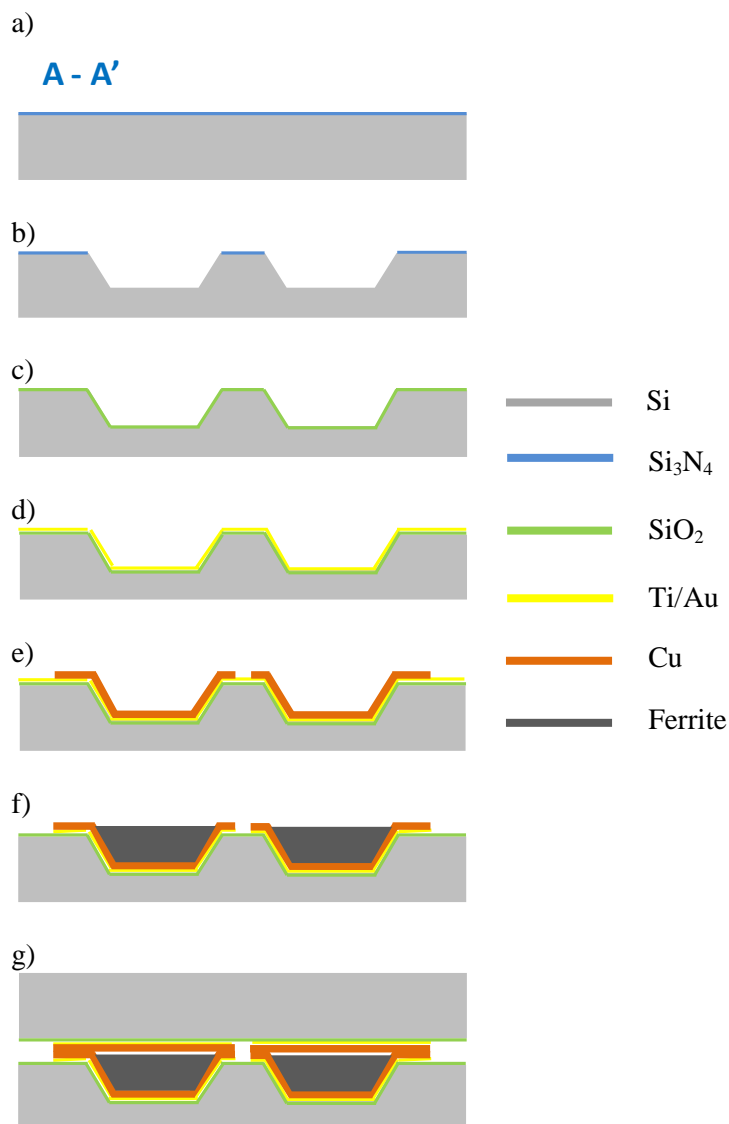 a)
A - A’
b)
c)
Si
Si₃N₄
d)
SiO₂
Ti/Au
e)
Cu
Ferrite
f)
g)